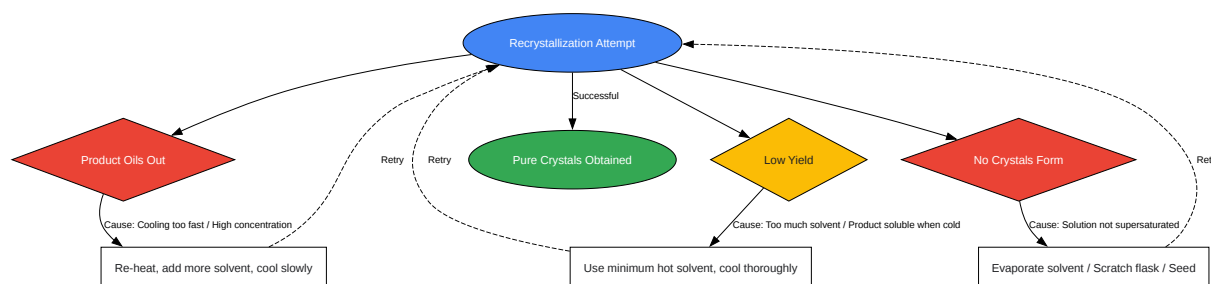 Recrystallization Attempt
Successful
Product Oils Out
Retry
Retry
Pure Crystals Obtained
Low Yield
No Crystals Form
Ret
Cause: Cooling too fast / High concentration
Cause: Too much solvent / Product soluble when cold
Cause: Solution not supersaturated
Re-heat, add more solvent, cool slowly
Use minimum hot solvent, cool thoroughly
Evaporate solvent / Scratch flask / Seed